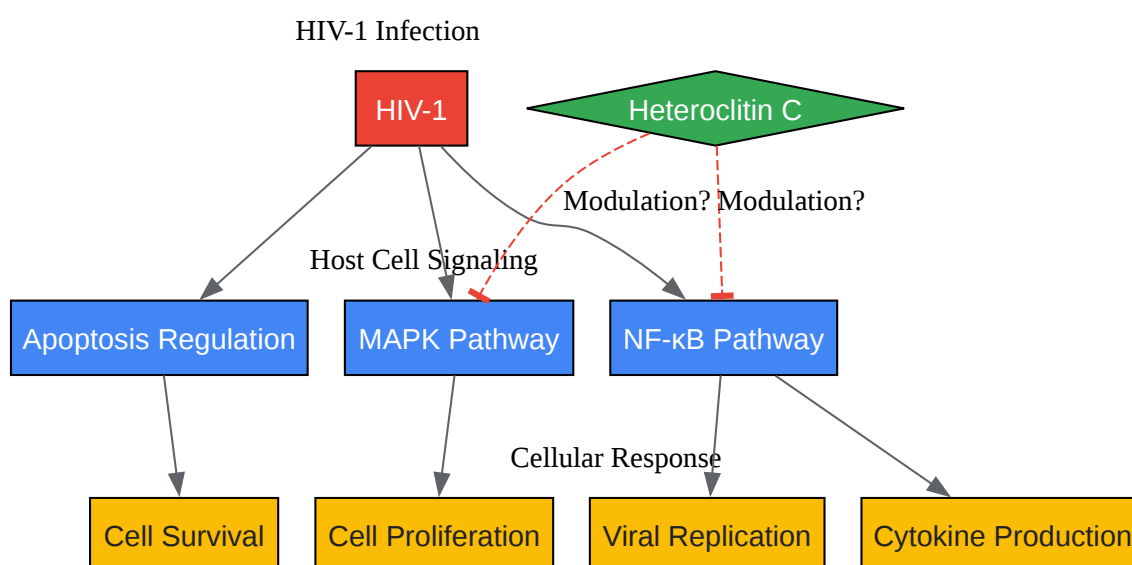 HIV-1 Infection
HIV-1
Heteroclitin C
Modulation?
Modulation?
Host Cell Signaling
Apoptosis Regulation
MAPK Pathway
NF-κB Pathway
Cellular Response
Cell Survival
Cell Proliferation
Viral Replication
Cytokine Production